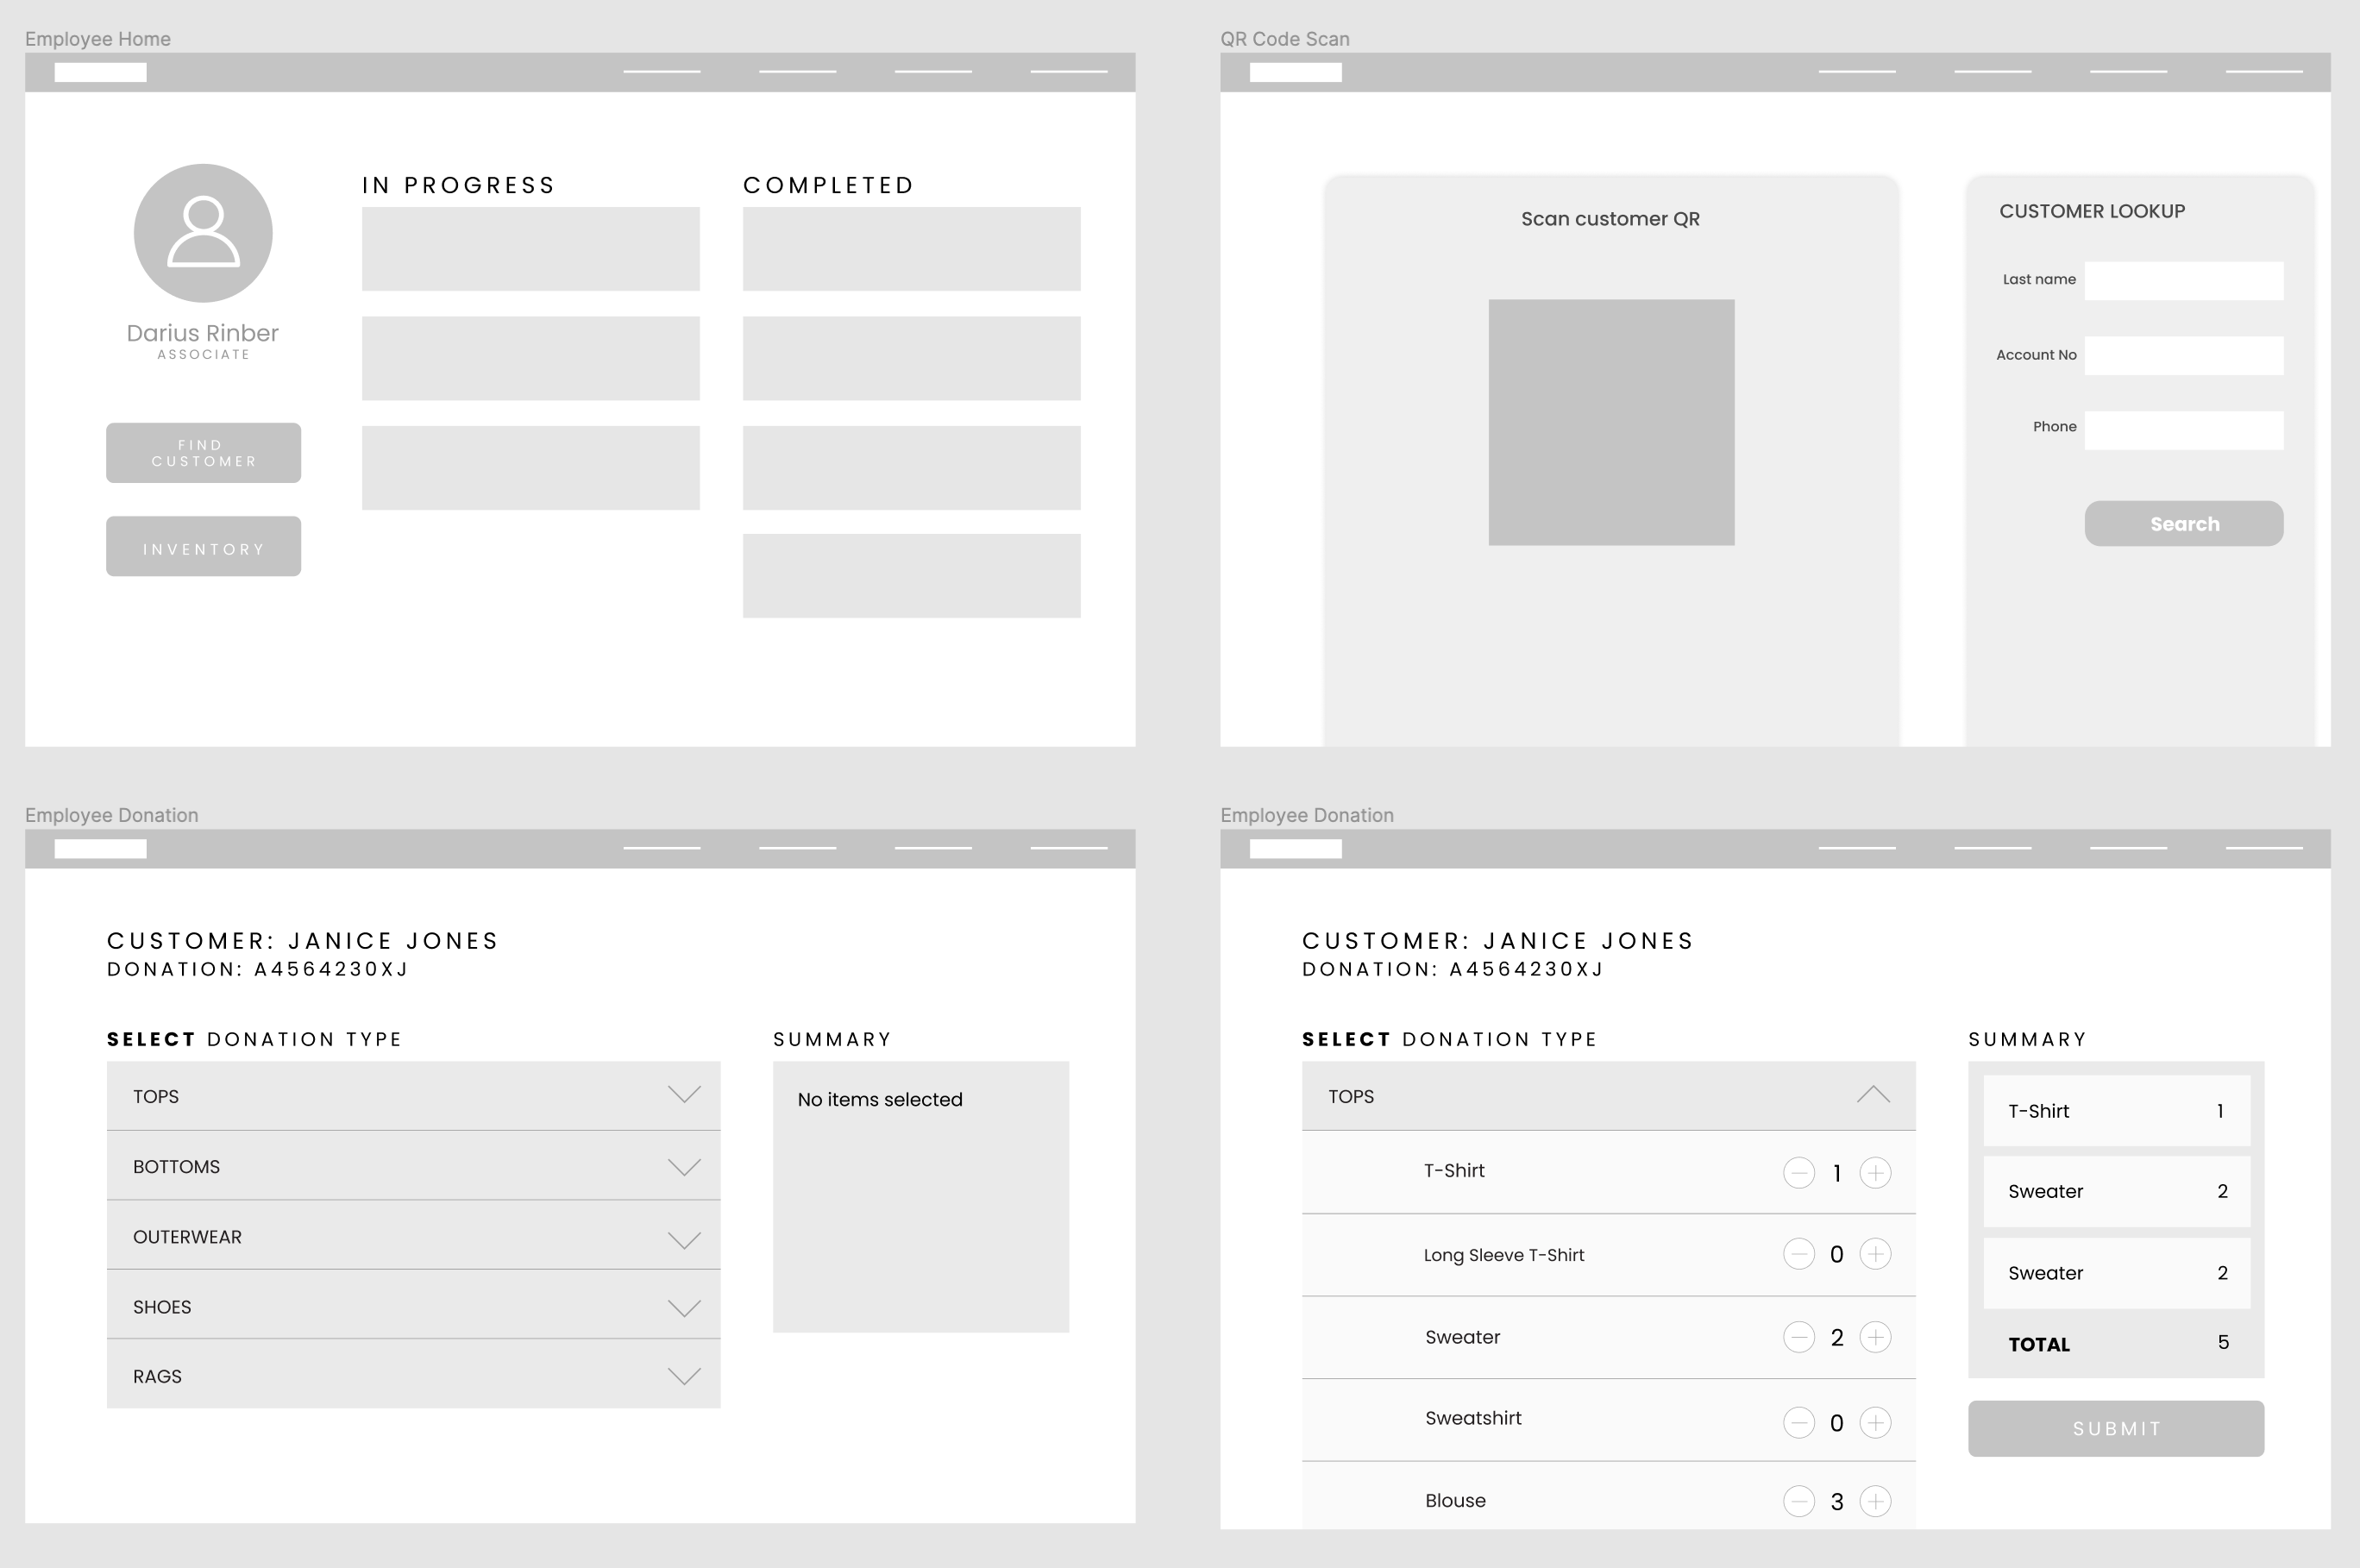 Employee Home
IN PROGRESS
COMPLETED
Darius Rinber
ASSOCIATE
FIND
CUSTOMER
INVENTORY
QR Code Scan
Scan customer QR
CUSTOMER LOOKUP
Last name
Account No
Phone
Search
Employee Donation
CUSTOMER: JANICE JONES
DONATION: A4564230XJ
SELECT DONATION TYPE
TOPS
BOTTOMS
OUTERWEAR
SHOES
RAGS
SUMMARY
No items selected
Employee Donation
CUSTOMER: JANICE JONES
DONATION: A4564230XJ
SELECT DONATION TYPE
TOPS
T-Shirt 1
Long Sleeve T-Shirt 0
Sweater 2
Sweatshirt 0
Blouse 3
SUMMARY
T-Shirt 1
Sweater 2
Sweater 2
TOTAL 5
SUBMIT